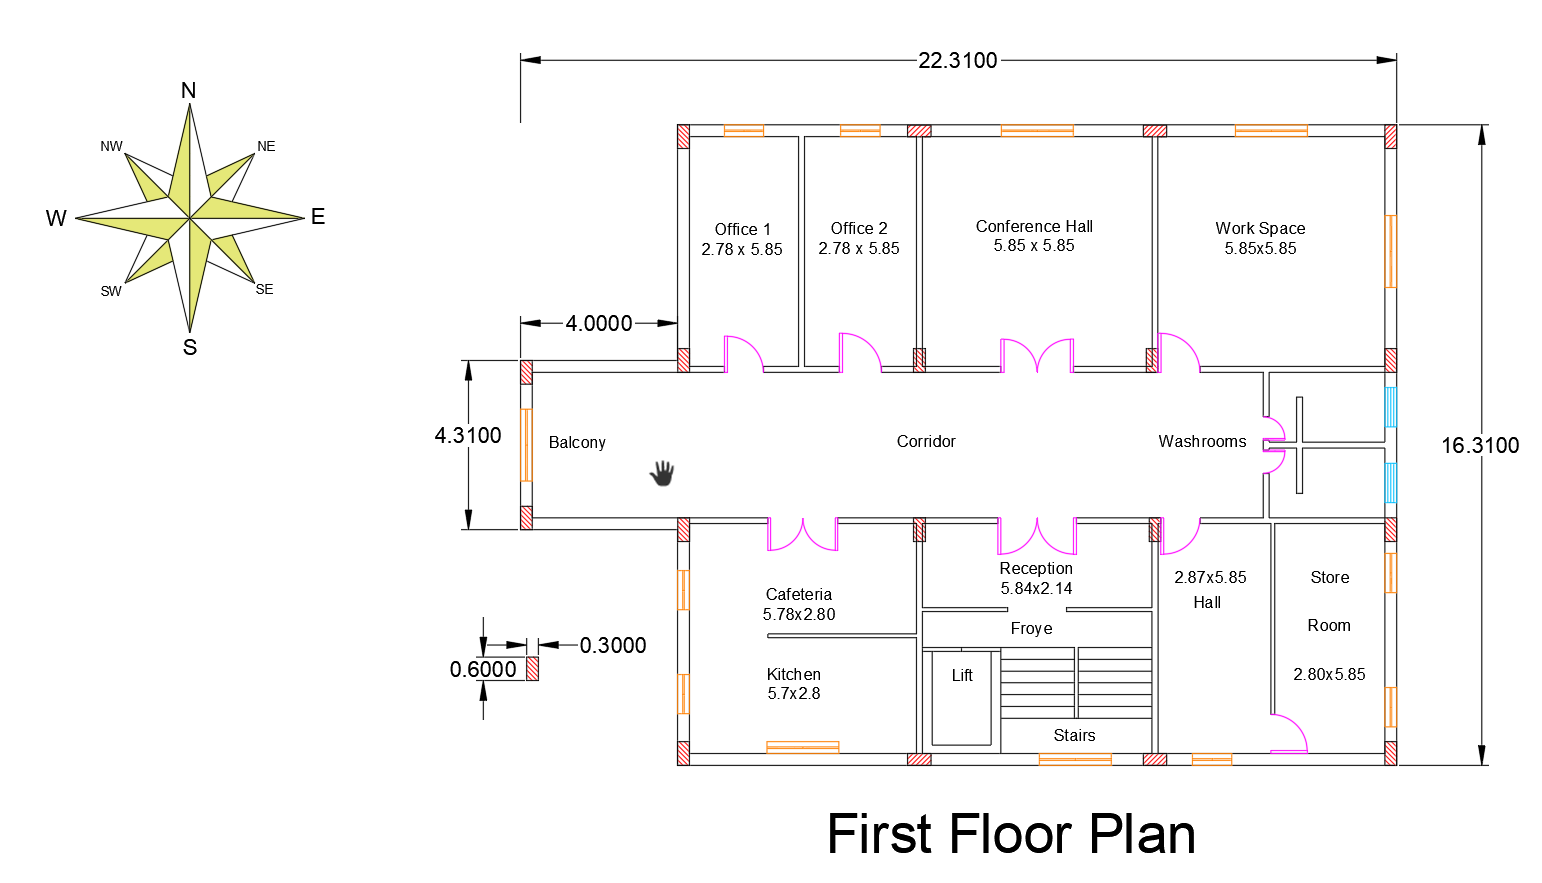 22.3100
N
NW
NE
W
E
SW
SE
S
Office 1
2.78 x 5.85
Office 2
2.78 x 5.85
Conference Hall
5.85 x 5.85
Work Space
5.85x5.85
4.0000
4.3100
Balcony
Corridor
Washrooms
16.3100
Cafeteria
5.78x2.80
Reception
5.84x2.14
Froye
2.87x5.85
Hall
Store
Room
2.80x5.85
0.3000
0.6000
Kitchen
5.7x2.8
Lift
Stairs
First Floor Plan